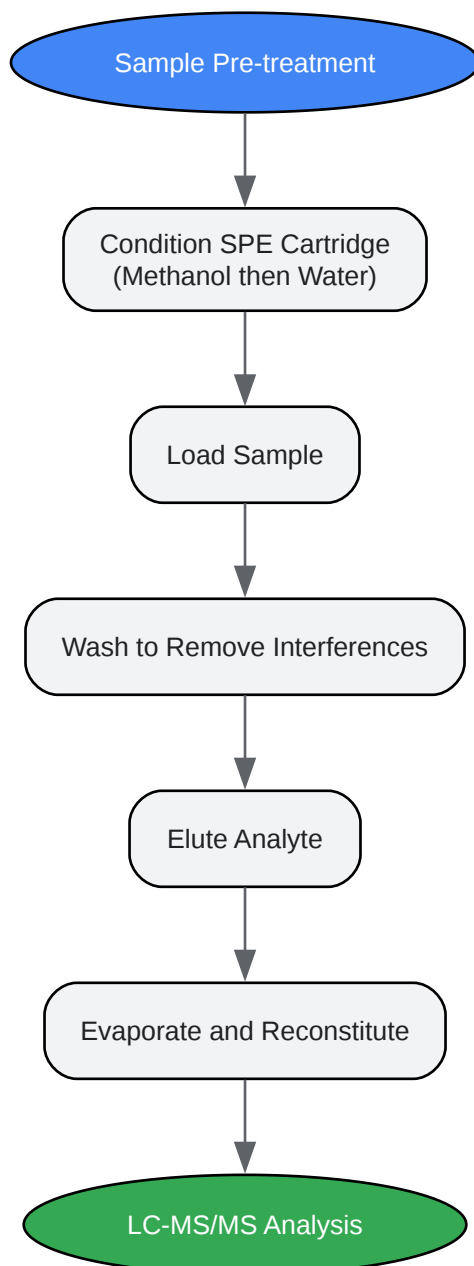 Sample Pre-treatment
Condition SPE Cartridge
(Methanol then Water)
Load Sample
Wash to Remove Interferences
Elute Analyte
Evaporate and Reconstitute
LC-MS/MS Analysis